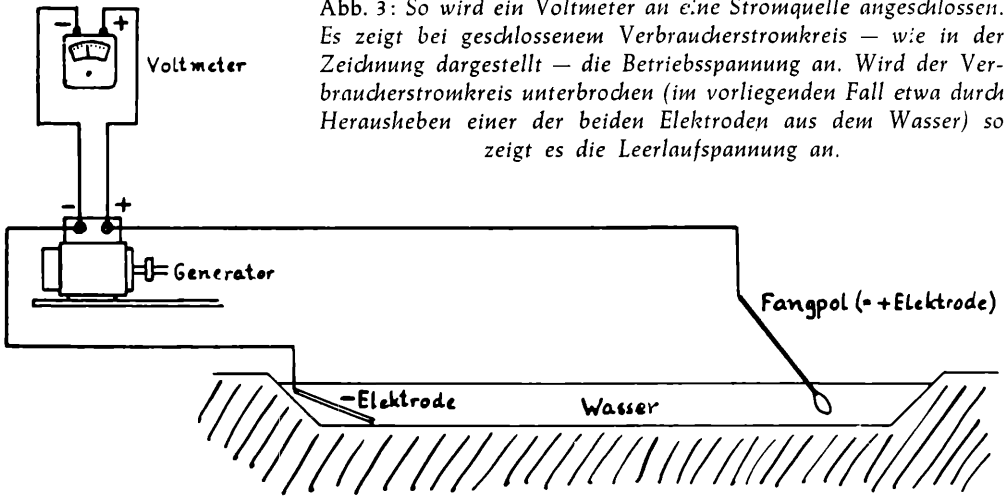 Abb. 3: So wird ein Voltmeter an eine Stromquelle angeschlossen.
Es zeigt bei geschlossenem Verbraucherstromkreis — wie in der
Zeichnung dargestellt — die Betriebsspannung an. Wird der Ver-
braucherstromkreis unterbrochen (im vorliegenden Fall etwa durch
Herausheben einer der beiden Elektroden aus dem Wasser) so
zeigt es die Leerlaufspannung an.
- +
Voltmeter
- +
Generator
Fangpol (= +Elektrode)
-Elektrode
Wasser